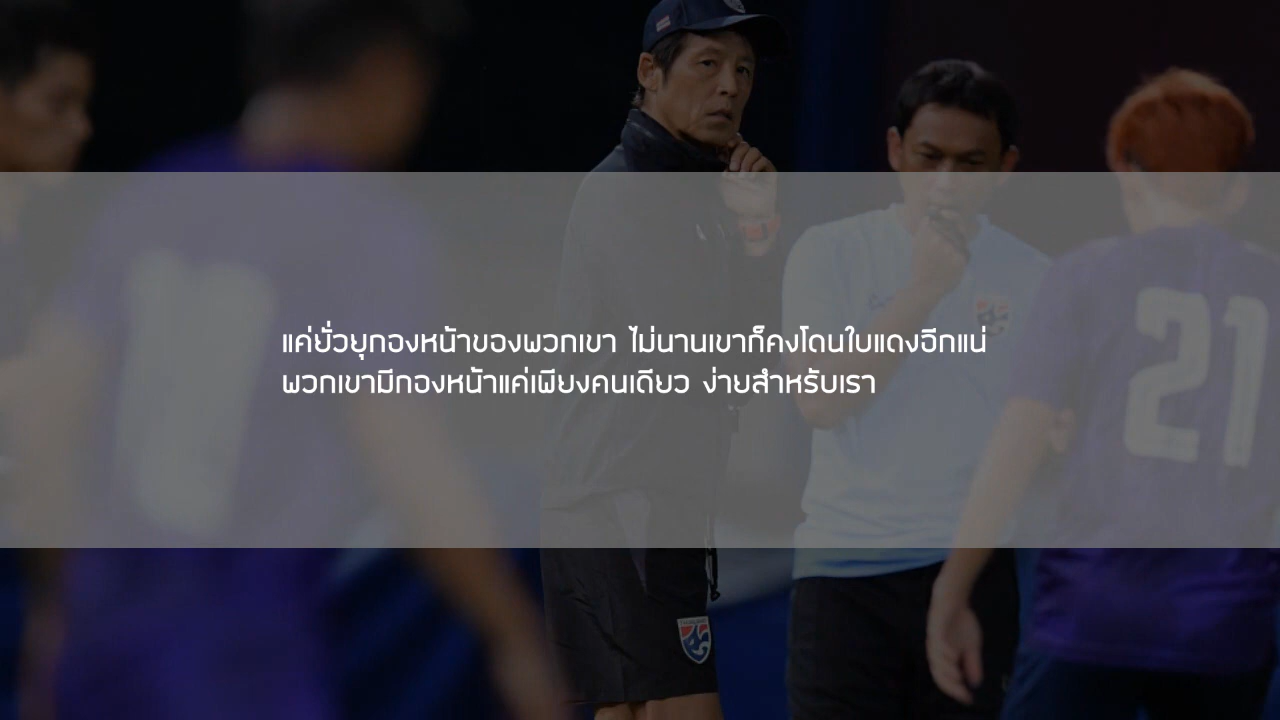 แค่ยั่วยุกองหน้าของพวกเขา ไม่นานเขาก็คงโดนใบแดงอีกแน่
พวกเขามีกองหน้าแค่เพียงคนเดียว ง่ายสำหรับเรา
21